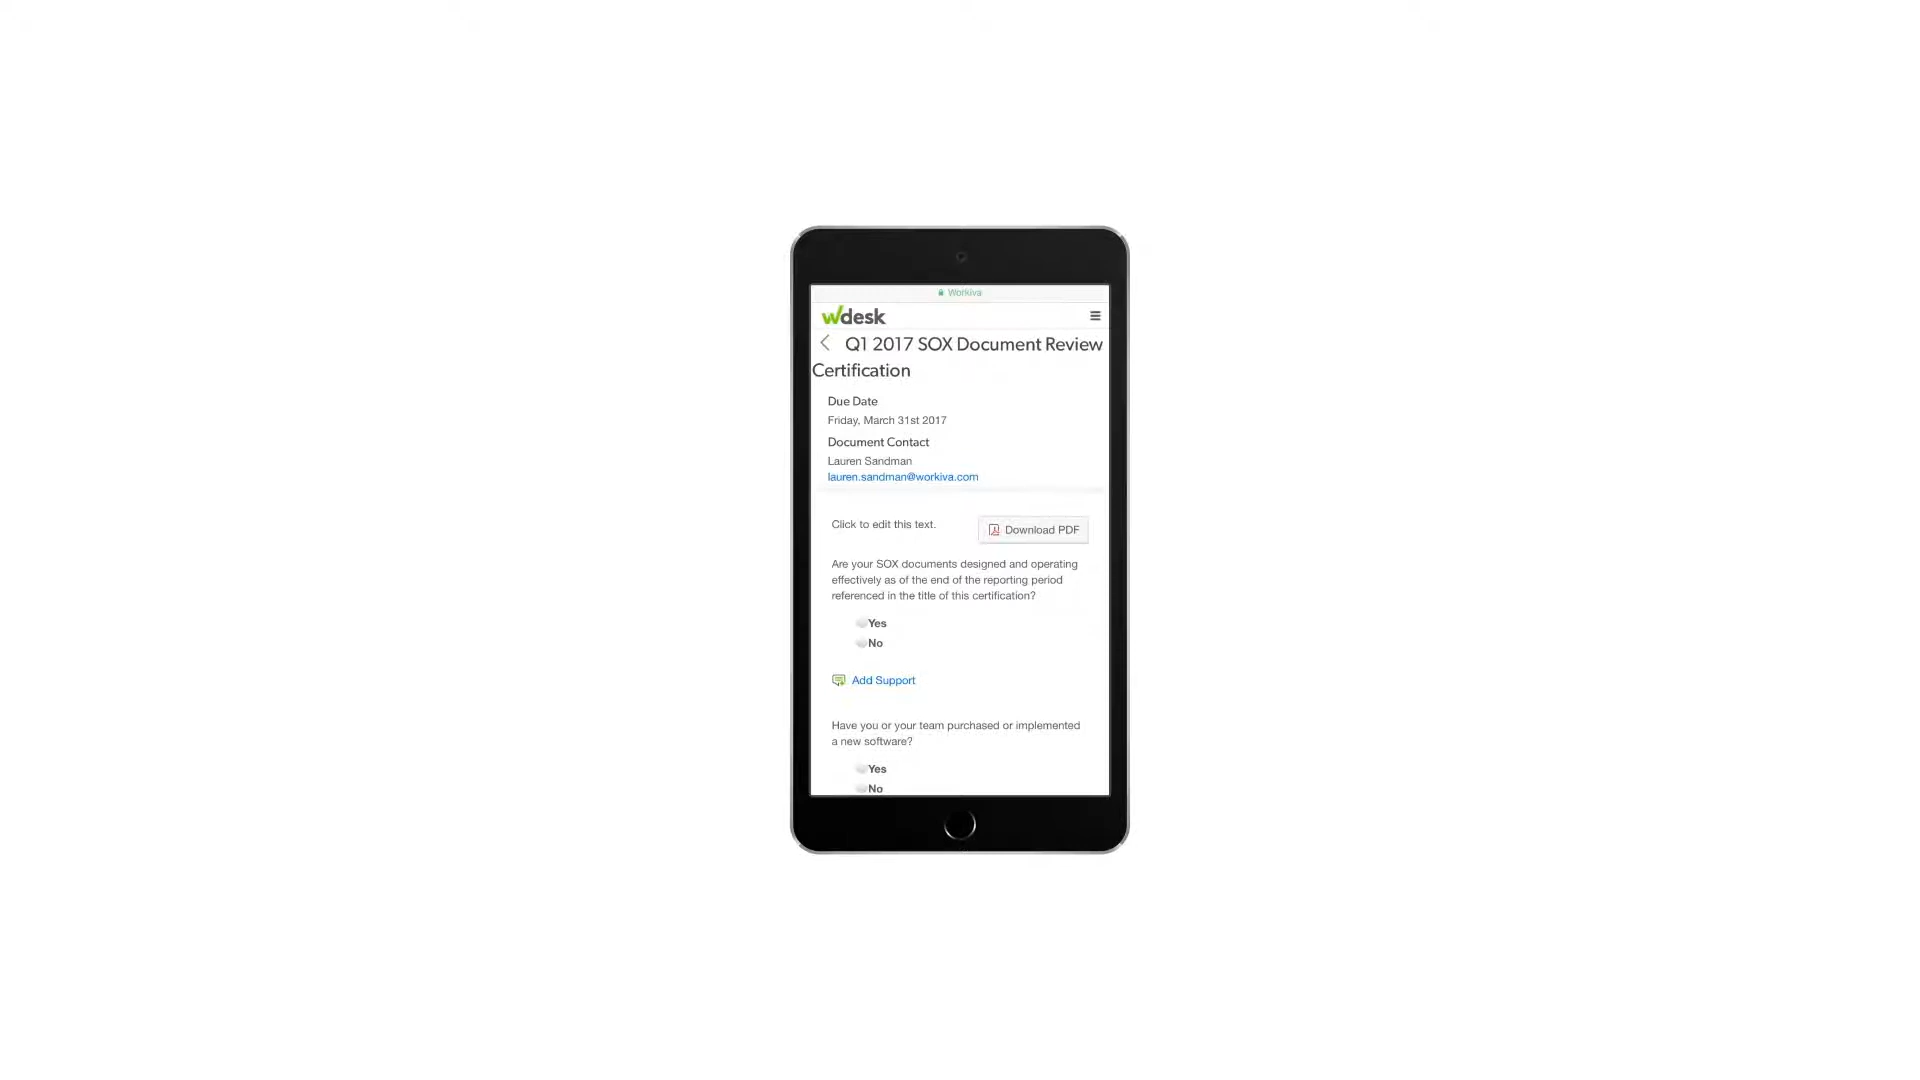 Workiva
wdesk
Q1 2017 SOX Document Review
Certification
Due Date
Friday, March 31st 2017
Document Contact
Lauren Sandman
lauren.sandman@workiva.com
Click to edit this text.
Download PDF
Are your SOX documents designed and operating
effectively as of the end of the reporting period
referenced in the title of this certification?
Yes
No
Add Support
Have you or your team purchased or implemented
a new software?
Yes
No